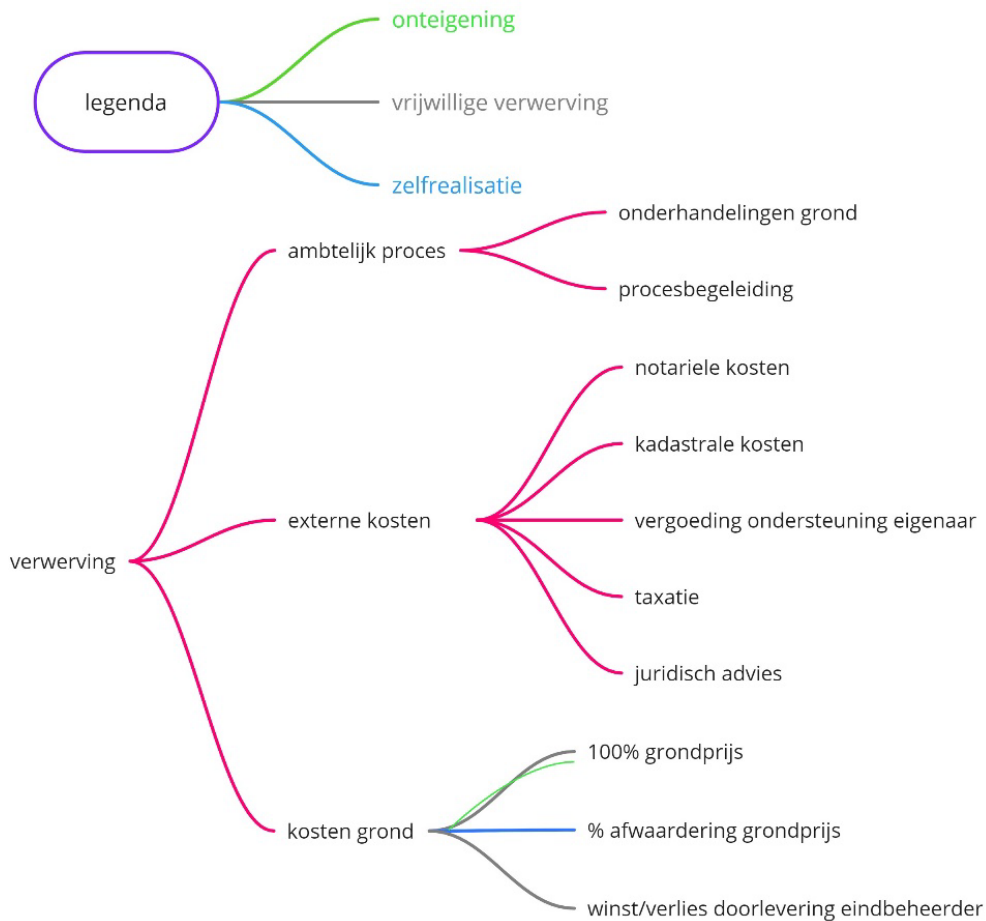 onteigening
legenda
vrijwillige verwerving
zelfrealisatie
onderhandelingen grond
ambtelijk proces
procesbegeleiding
notariele kosten
kadastrale kosten
externe kosten
vergoeding ondersteuning eigenaar
verwerving
taxatie
juridisch advies
100% grondprijs
kosten grond
% afwaardering grondprijs
winst/verlies doorlevering eindbeheerder